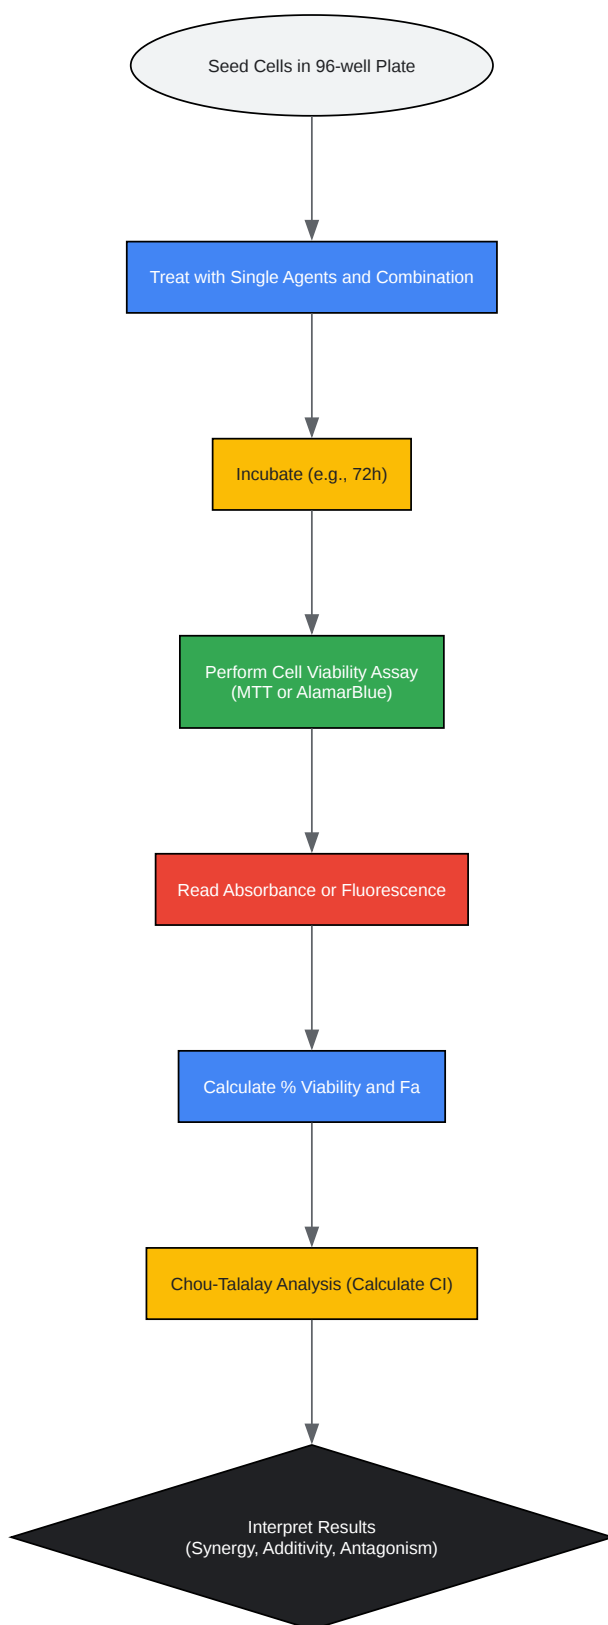 Seed Cells in 96-well Plate
Treat with Single Agents and Combination
Incubate (e.g., 72h)
Perform Cell Viability Assay
(MTT or AlamarBlue)
Read Absorbance or Fluorescence
Calculate % Viability and Fa
Chou-Talalay Analysis (Calculate CI)
Interpret Results
(Synergy, Additivity, Antagonism)